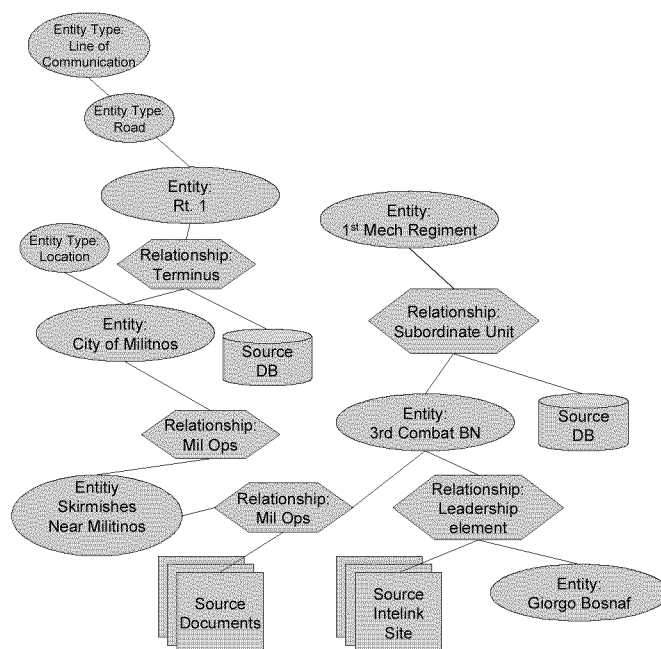 Entity Type:
Line of
Communication
Entity Type:
Road
Entity:
Rt. 1
Entity:
1st Mech Regiment
Entity Type:
Location
Relationship:
Terminus
Relationship:
Subordinate Unit
Entity:
City of Militnos
Source
DB
Entity:
3rd Combat BN
Source
DB
Relationship:
Mil Ops
Entitiy
Skirmishes
Near Militinos
Relationship:
Mil Ops
Relationship:
Leadership
element
Source
Documents
Source
Intelink
Site
Entity:
Giorgo Bosnaf